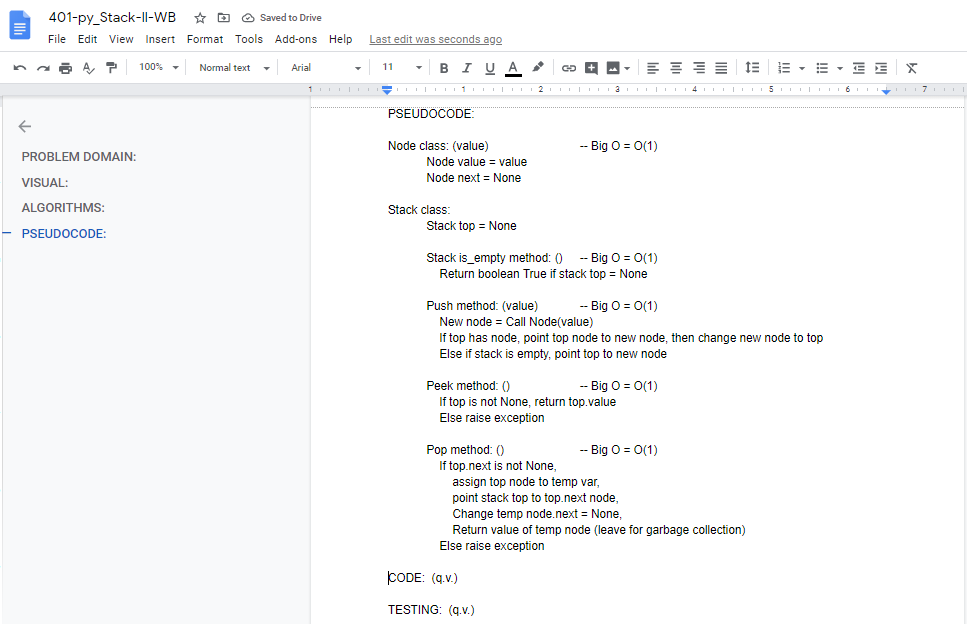 401-py_Stack-II-WB Saved to Drive
File Edit View Insert Format Tools Add-ons Help Last edit was seconds ago
100% Normal text Arial 11 B I U A
1 1 2 3 4 5 6 7
PROBLEM DOMAIN:
VISUAL:
ALGORITHMS:
PSEUDOCODE:
PSEUDOCODE:
Node class: (value) -- Big O = O(1)
Node value = value
Node next = None
Stack class:
Stack top = None
Stack is_empty method: () -- Big O = O(1)
Return boolean True if stack top = None
Push method: (value) -- Big O = O(1)
New node = Call Node(value)
If top has node, point top node to new node, then change new node to top
Else if stack is empty, point top to new node
Peek method: () -- Big O = O(1)
If top is not None, return top.value
Else raise exception
Pop method: () -- Big O = O(1)
If top.next is not None,
assign top node to temp var,
point stack top to top.next node,
Change temp node.next = None,
Return value of temp node (leave for garbage collection)
Else raise exception
CODE: (q.v.)
TESTING: (q.v.)